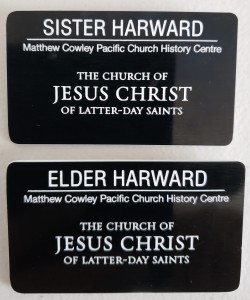 SISTER HARWARD
Matthew Cowley Pacific Church History Centre
THE CHURCH OF
JESUS CHRIST
OF LATTER-DAY SAINTS
ELDER HARWARD
Matthew Cowley Pacific Church History Centre
THE CHURCH OF
JESUS CHRIST
OF LATTER-DAY SAINTS